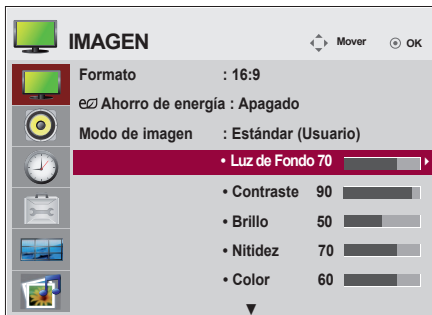 IMAGEN Mover OK
Formato : 16:9
Ahorro de energía : Apagado
Modo de imagen : Estándar (Usuario)
• Luz de Fondo 70
• Contraste 90
• Brillo 50
• Nitidez 70
• Color 60